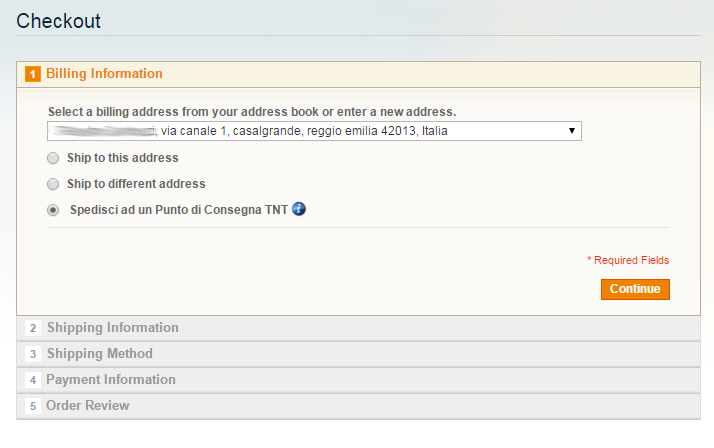 Checkout
1 Billing Information
Select a billing address from your address book or enter a new address.
, via canale 1, casalgrande, reggio emilia 42013, Italia
Ship to this address
Ship to different address
Spedisci ad un Punto di Consegna TNT
* Required Fields
Continue
2 Shipping Information
3 Shipping Method
4 Payment Information
5 Order Review